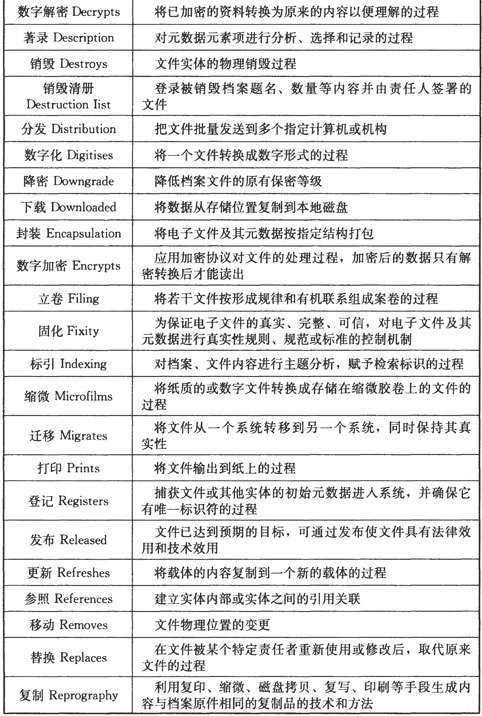 数字解密 Decrypts 将已加密的资料转换为原来的内容以便理解的过程
著录 Description 对元数据元素项进行分析、选择和记录的过程
销毁 Destroys 文件实体的物理销毁过程
销毁清册 登录被销毁档案题名、数量等内容并由责任人签署的
Destruction Iist 文件
分发 Distribution 把文件批量发送到多个指定计算机或机构
数字化 Digitises 将一个文件转换成数字形式的过程
降密 Downgrade 降低档案文件的原有保密等级
下载 Downloaded 将数据从存储位置复制到本地磁盘
封装 Encapsulation 将电子文件及其元数据按指定结构打包
数字加密 Encrypts 应用加密协议对文件的处理过程，加密后的数据只有解
密转换后才能读出
立卷 Filing 将若干文件按形成规律和有机联系组成案卷的过程
固化 Fixity 为保证电子文件的真实、完整、可信，对电子文件及其
元数据进行真实性规则、规范或标准的控制机制
标引 Indexing 对档案、文件内容进行主题分析，赋予检索标识的过程
缩微 Microfilms 将纸质的或数字文件转换成存储在缩微胶卷上的文件的
过程
迁移 Migrates 将文件从一个系统转移到另一个系统，同时保持其真
实性
打印 Prints 将文件输出到纸上的过程
登记 Registers 捕获文件或其他实体的初始元数据进人系统，并确保它
有唯一标识符的过程
发布 Released 文件已达到预期的目标，可通过发布使文件具有法律效
用和技术效用
更新 Refreshes 将载体的内容复制到一个新的载体的过程
参照 References 建立实体内部或实体之间的引用关联
移动 Removes 文件物理位置的变更
替换 Replaces 在文件被某个特定责任者重新使用或修改后，取代原来
文件的过程
复制 Reprography 利用复印、缩微、磁盘拷贝、复写、印刷等手段生成内
容与档案原件相同的复制品的技术和方法